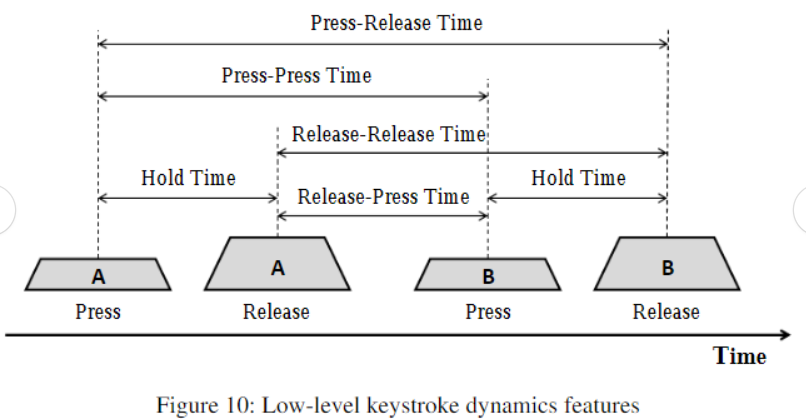 Press-Release Time
Press-Press Time
Release-Release Time
Hold Time
Hold Time
Release-Press Time
A
A
B
B
Press
Release
Press
Release
Time
Figure 10: Low-level keystroke dynamics features